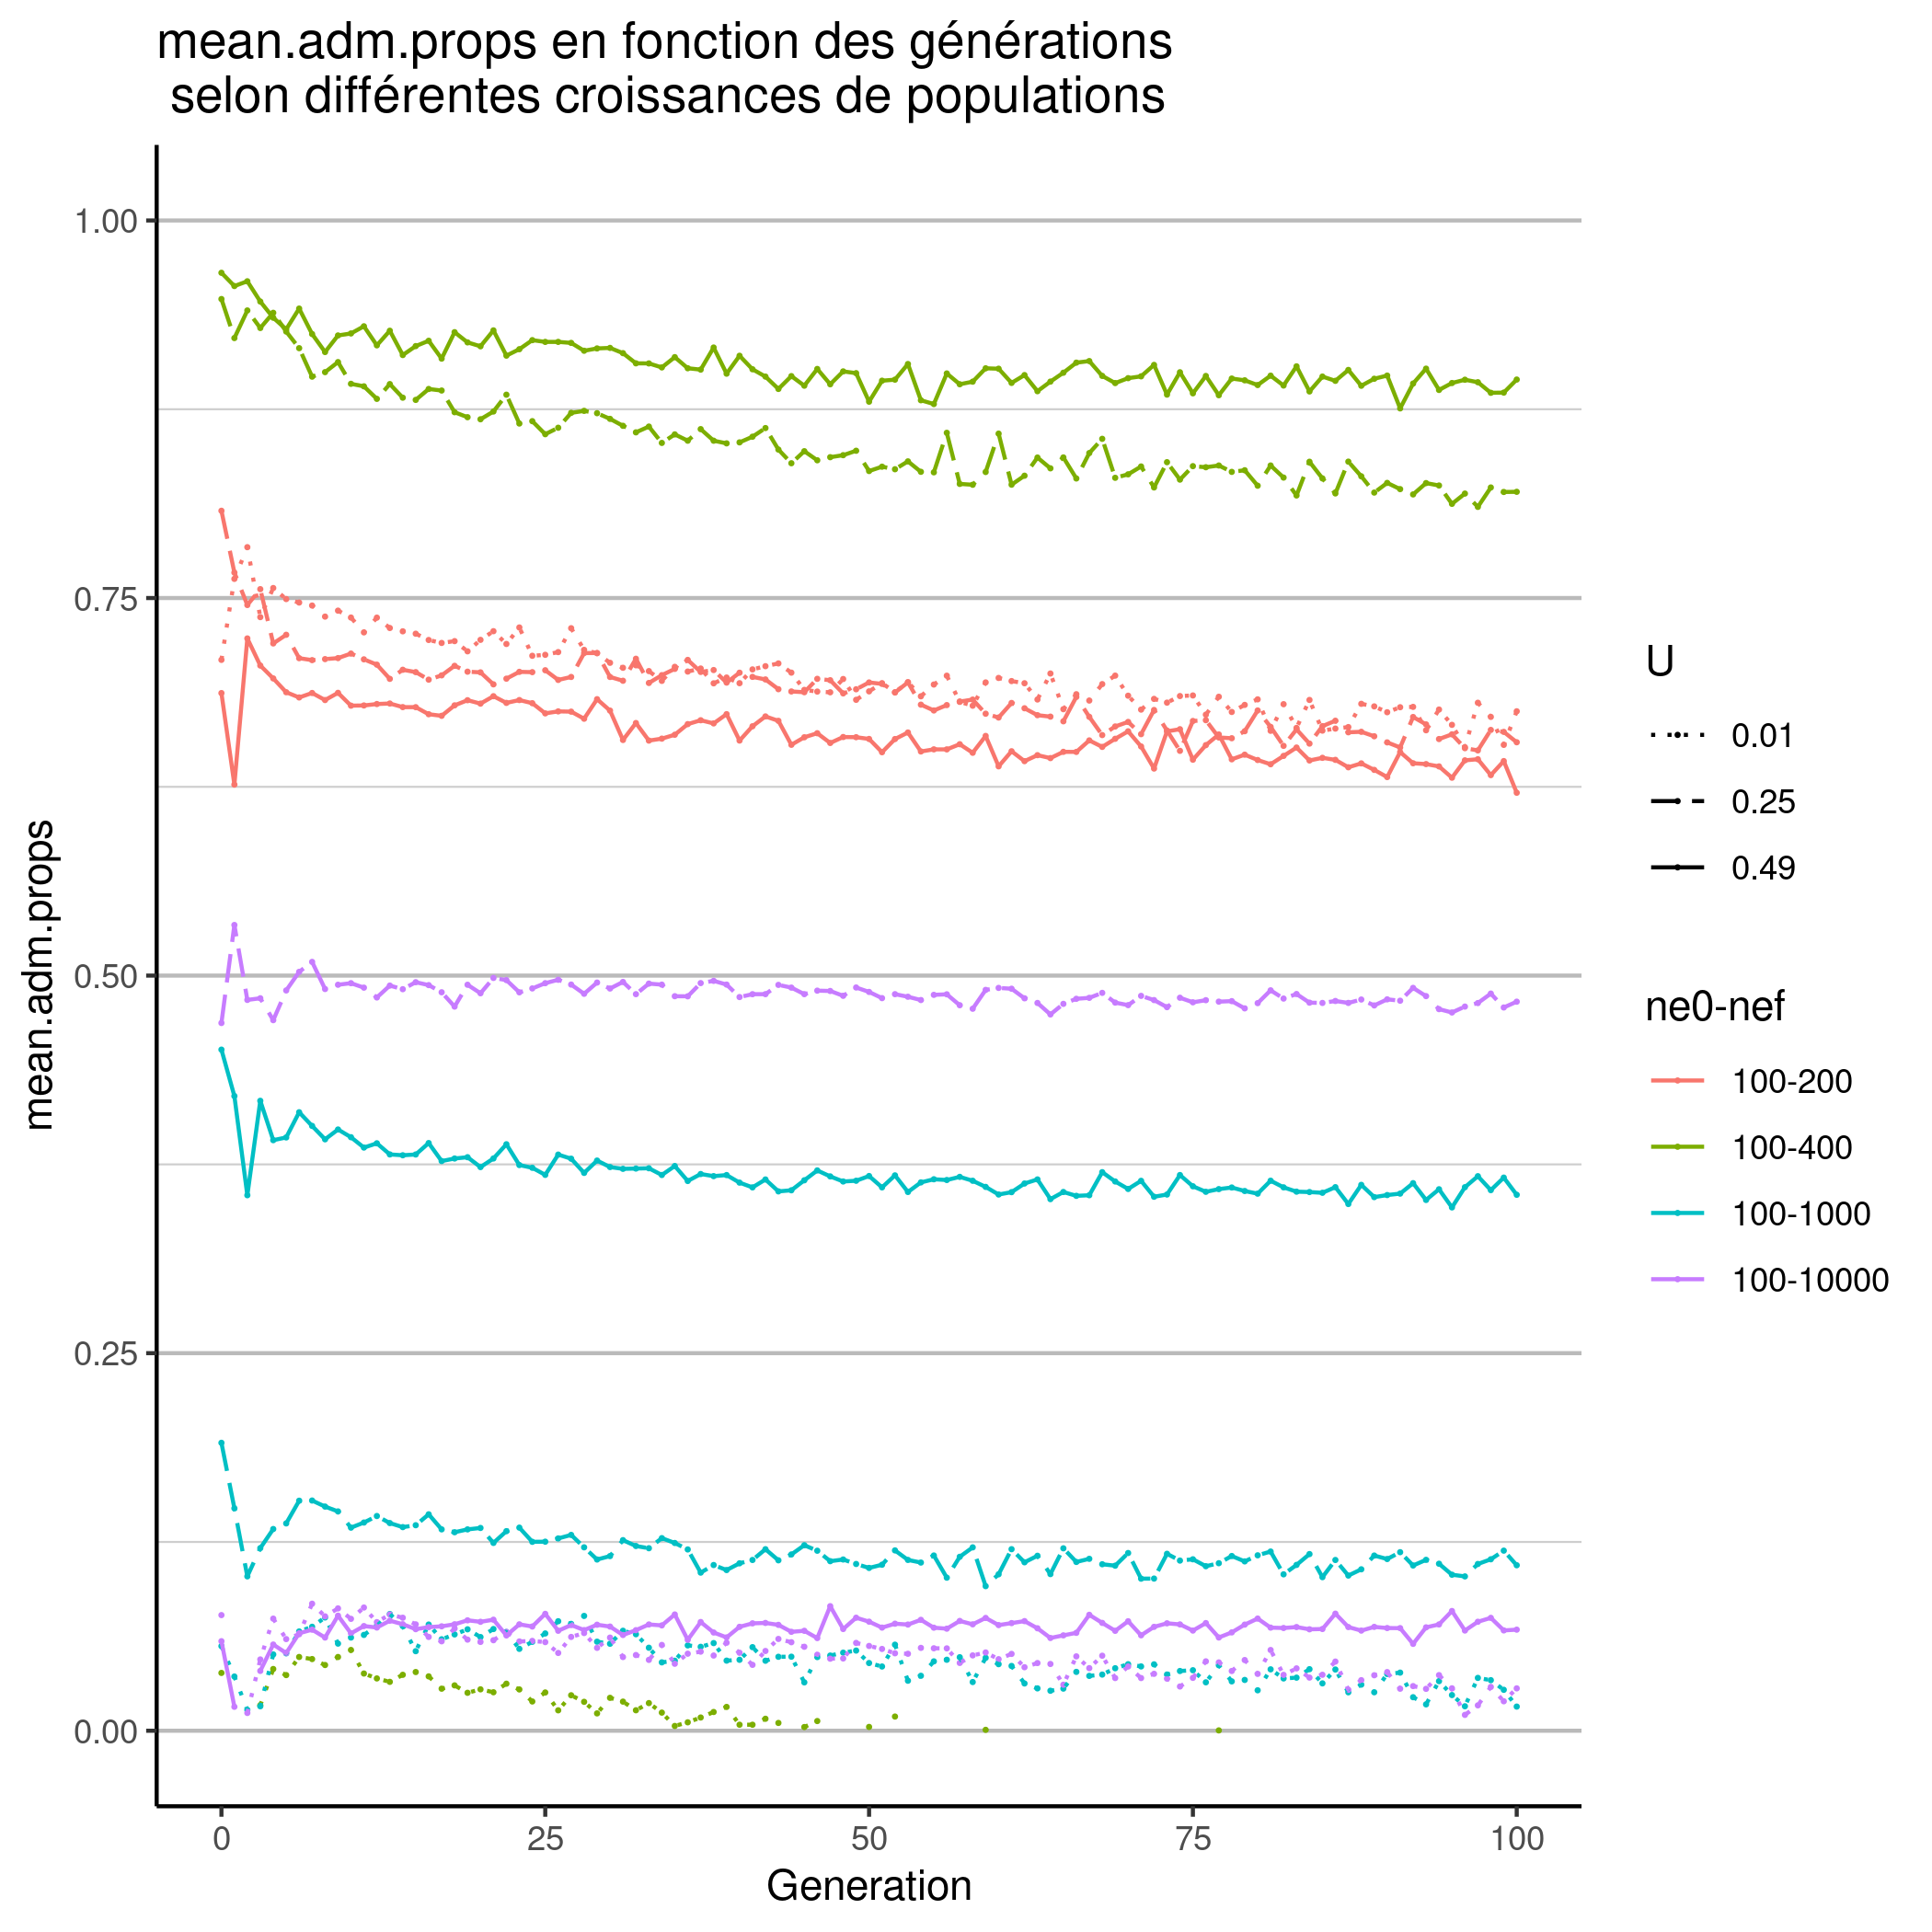 mean.adm.props en fonction des générations
selon différentes croissances de populations
mean.adm.props
1.00
0.75
0.50
0.25
0.00
0
25
50
75
100
Generation
U
0.01
0.25
0.49
ne0-nef
100-200
100-400
100-1000
100-10000